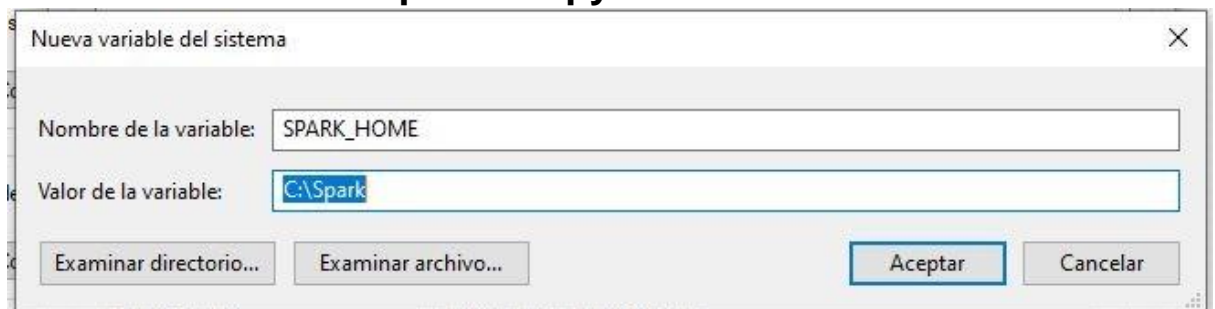 Nueva variable del sistema
Nombre de la variable: SPARK_HOME
Valor de la variable: C:\Spark
Examinar directorio... Examinar archivo... Aceptar Cancelar